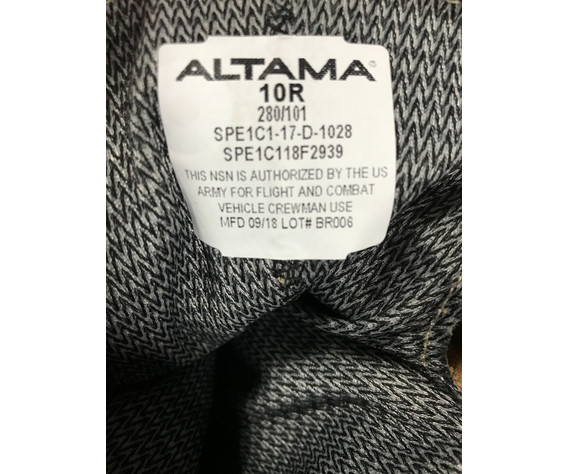 ALTAMA®
10R
280/101
SPE1C1-17-D-1028
SPE1C118F2939
THIS NSN IS AUTHORIZED BY THE US
ARMY FOR FLIGHT AND COMBAT
VEHICLE CREWMAN USE
MFD 09/18 LOT# BR006